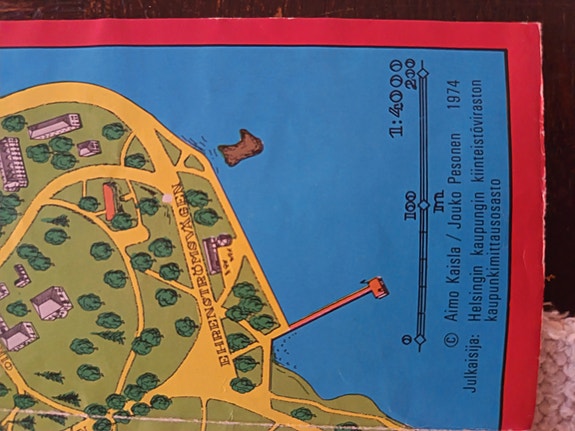 1:4000
0 100 200
m
© Aimo Kaisla / Jouko Pesonen 1974
Julkaisija: Helsingin kaupungin kiinteistöviraston
kaupunkimittausosasto
EHRENSTRÖMSVÄGEN